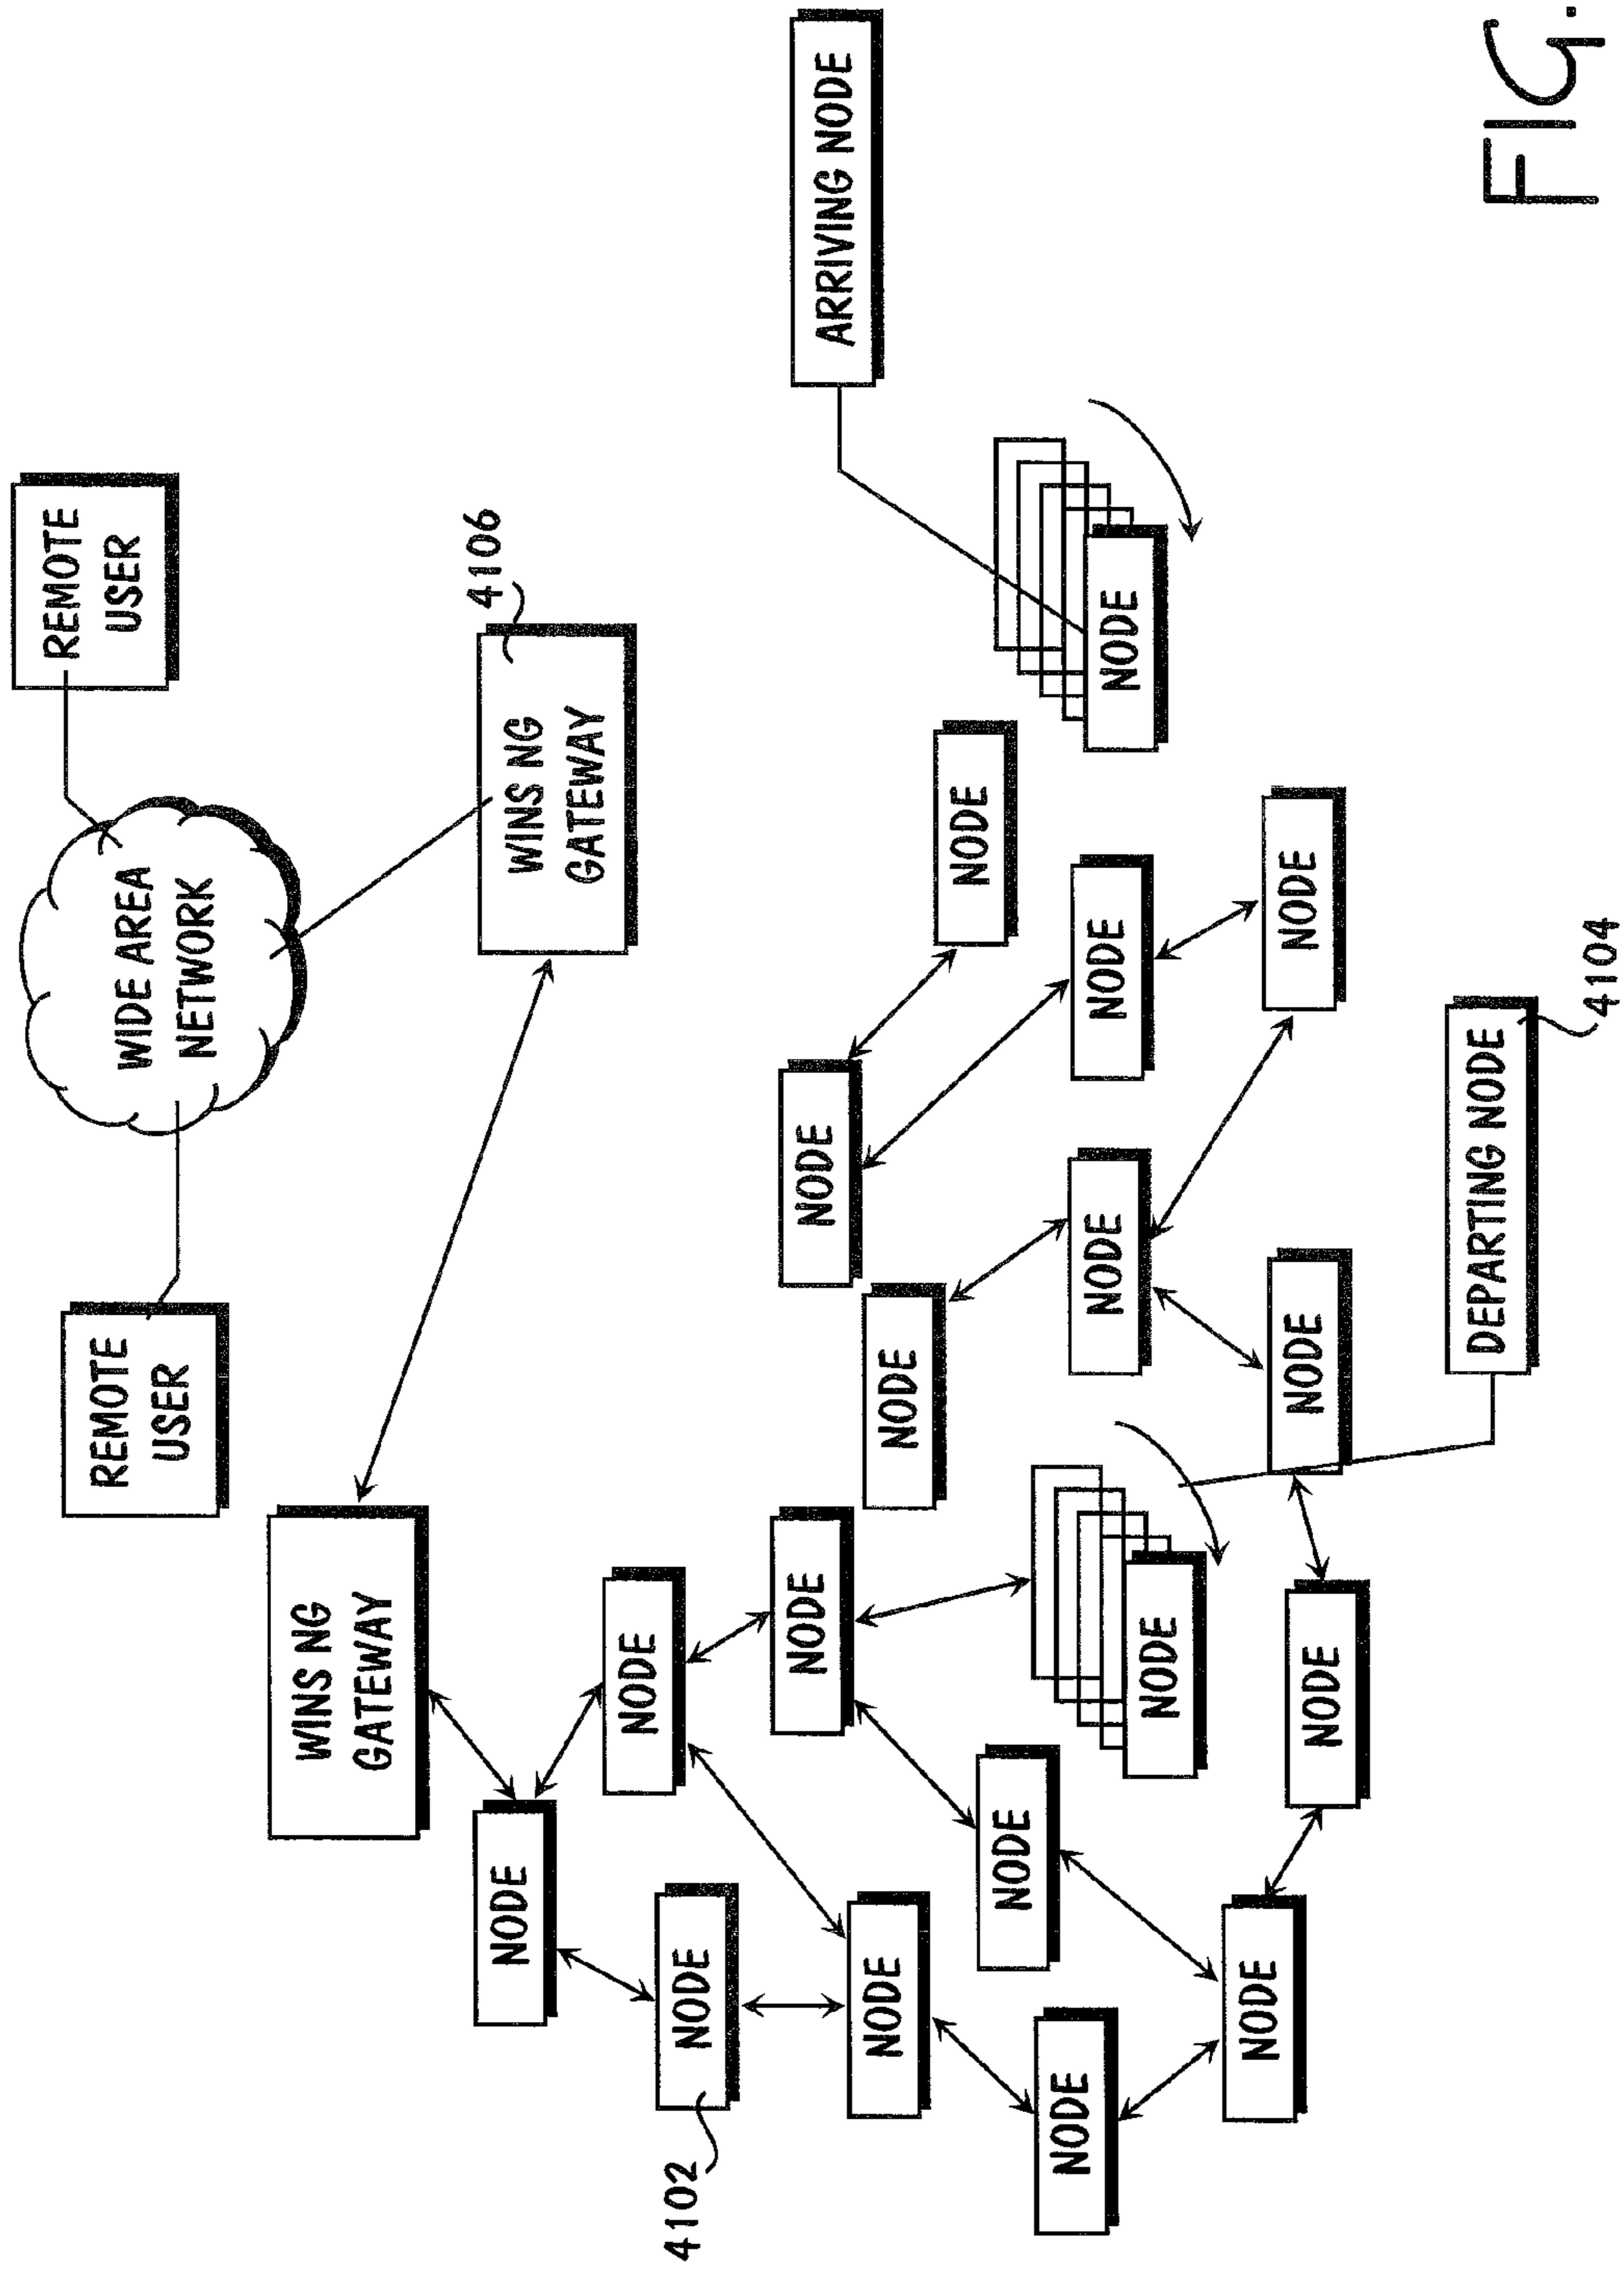 REMOTE
USER
REMOTE
USER
WIDE AREA
NETWORK
WINS NG
GATEWAY
4106
WINS NG
GATEWAY
NODE
NODE
4102
NODE
NODE
NODE
ARRIVING NODE
NODE
NODE
NODE
NODE
NODE
NODE
NODE
NODE
NODE
NODE
NODE
NODE
NODE
DEPARTING NODE
4104
FIG.